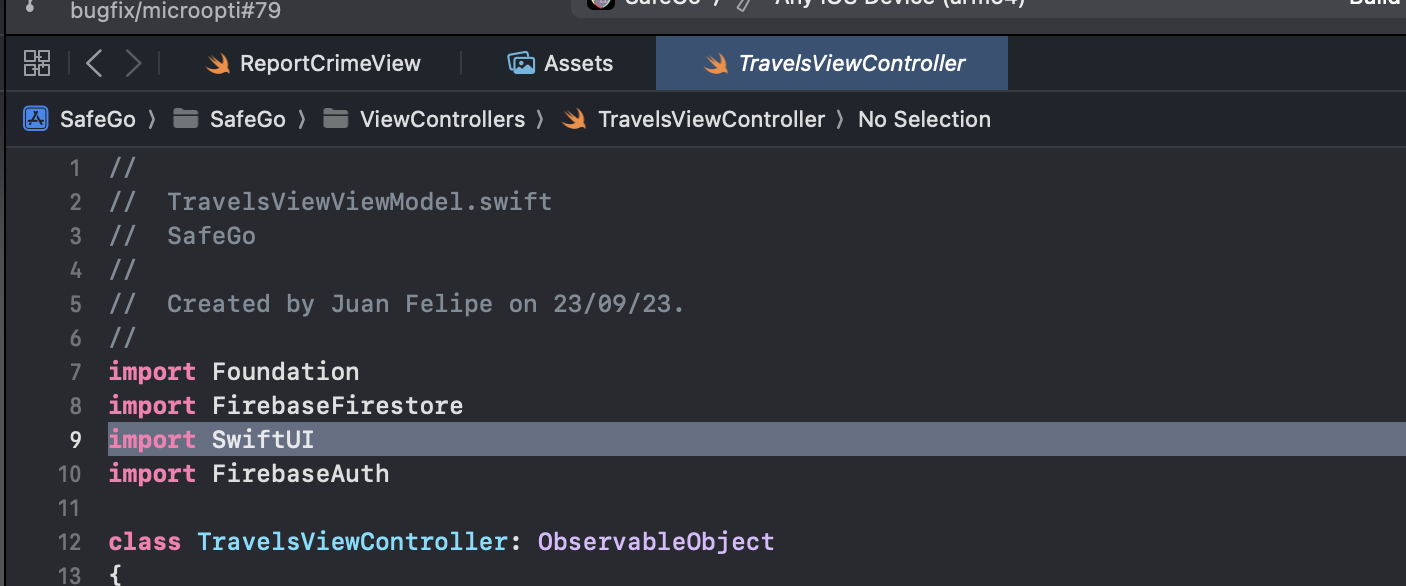 bugfix/microopti#79
SafeGo / Any iOS Device (arm64)
Build
ReportCrimeView
Assets
TravelsViewController
SafeGo 〉 SafeGo 〉 ViewControllers 〉 TravelsViewController 〉 No Selection
1 //
2 //  TravelsViewViewModel.swift
3 //  SafeGo
4 //
5 //  Created by Juan Felipe on 23/09/23.
6 //
7 import Foundation
8 import FirebaseFirestore
9 import SwiftUI
10 import FirebaseAuth
11
12 class TravelsViewController: ObservableObject
13 {